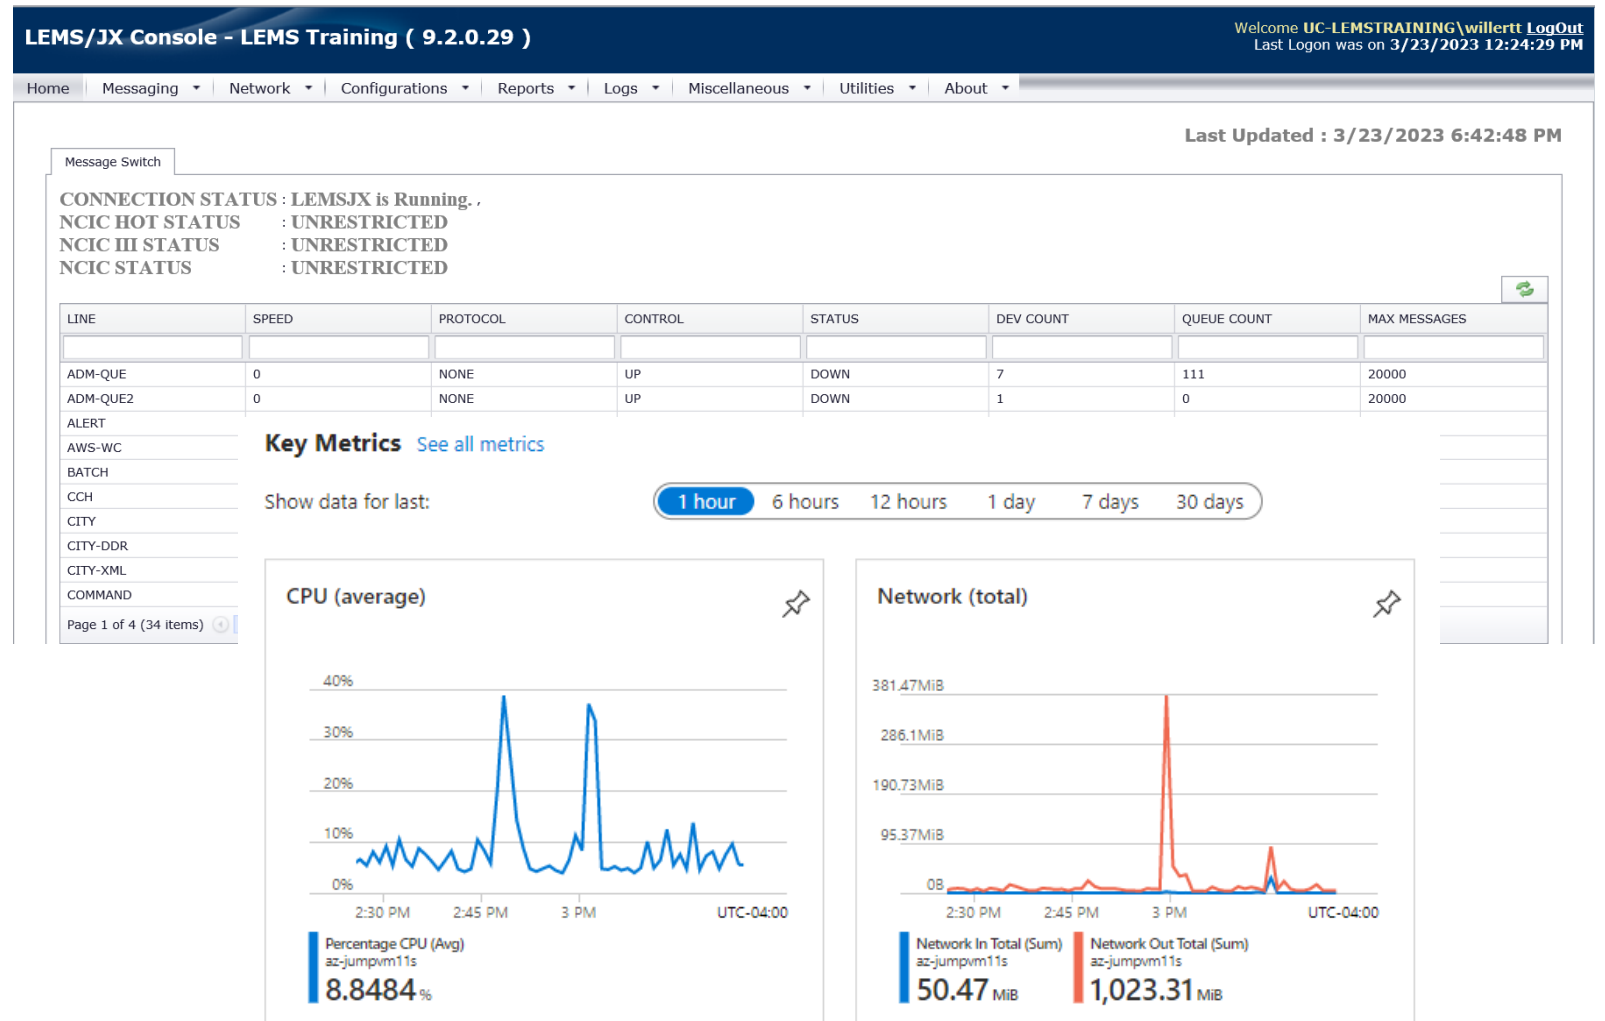 LEMS/JX Console - LEMS Training ( 9.2.0.29 )
Welcome UC-LEMSTRAINING\willertt LogOut
Last Logon was on 3/23/2023 12:24:29 PM
Home Messaging Network Configurations Reports Logs Miscellaneous Utilities About
Last Updated : 3/23/2023 6:42:48 PM
Message Switch
CONNECTION STATUS : LEMSJX is Running. ,
NCIC HOT STATUS : UNRESTRICTED
NCIC III STATUS : UNRESTRICTED
NCIC STATUS : UNRESTRICTED
LINE SPEED PROTOCOL CONTROL STATUS DEV COUNT QUEUE COUNT MAX MESSAGES
ADM-QUE 0 NONE UP DOWN 7 111 20000
ADM-QUE2 0 NONE UP DOWN 1 0 20000
ALERT
AWS-WC
BATCH
CCH
CITY
CITY-DDR
CITY-XML
COMMAND
Page 1 of 4 (34 items)
Key Metrics See all metrics
Show data for last: 1 hour 6 hours 12 hours 1 day 7 days 30 days
CPU (average)
40%
30%
20%
10%
0%
2:30 PM 2:45 PM 3 PM UTC-04:00
Percentage CPU (Avg)
az-jumpvm11s
8.8484 %
Network (total)
381.47MiB
286.1MiB
190.73MiB
95.37MiB
0B
2:30 PM 2:45 PM 3 PM UTC-04:00
Network In Total (Sum)
az-jumpvm11s
50.47 MiB
Network Out Total (Sum)
az-jumpvm11s
1,023.31 MiB